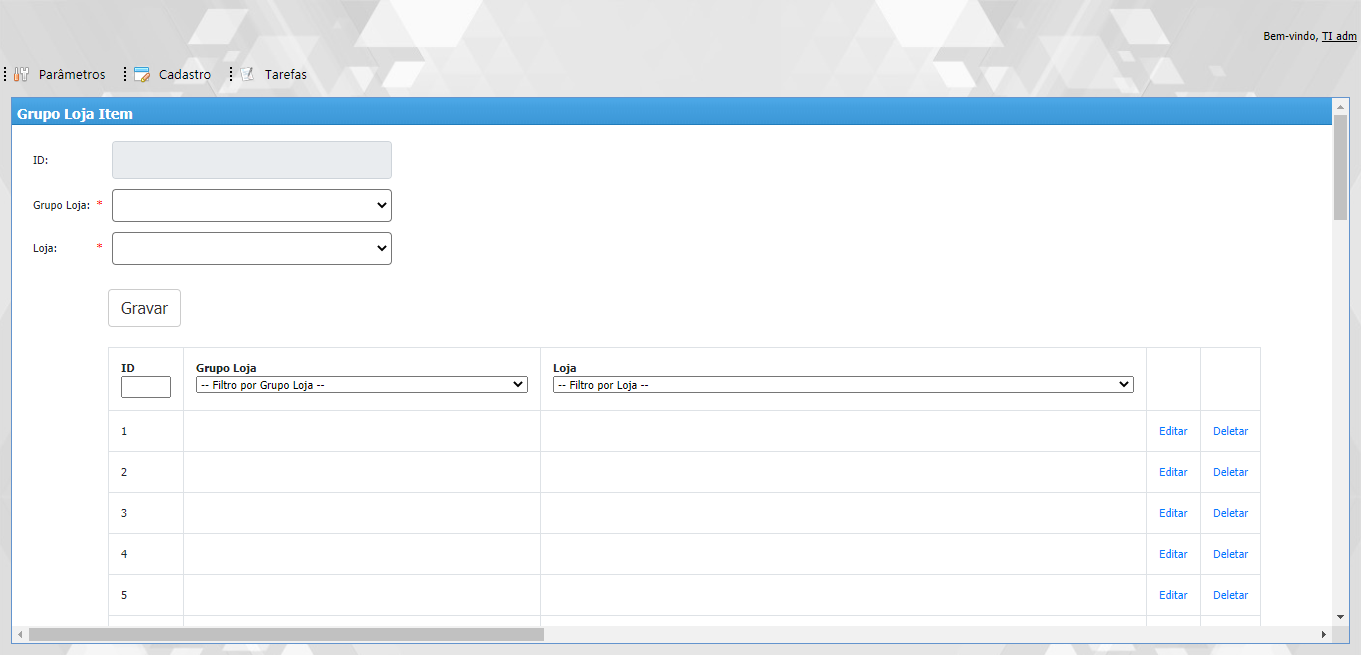 Bem-vindo, TI adm
Parâmetros Cadastro Tarefas
Grupo Loja Item
ID:
Grupo Loja: *
Loja: *
Gravar
ID Grupo Loja Loja
-- Filtro por Grupo Loja -- -- Filtro por Loja --
1 Editar Deletar
2 Editar Deletar
3 Editar Deletar
4 Editar Deletar
5 Editar Deletar